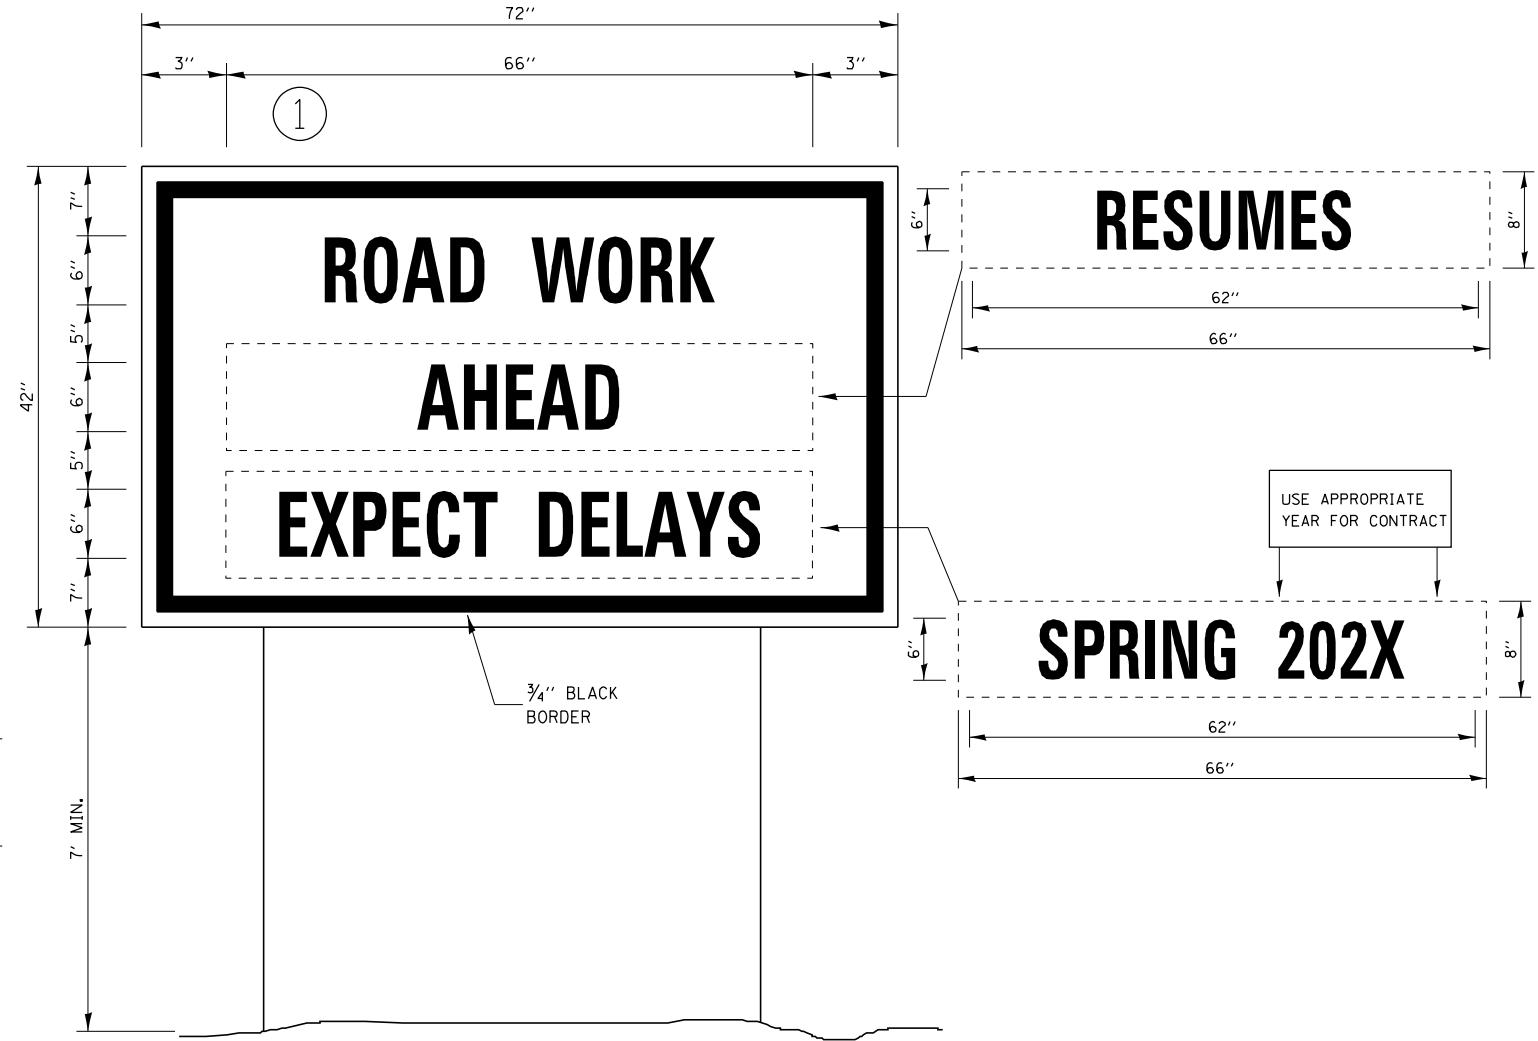 72''
3'' 66'' 3''
1
7''
6''
5''
6''
5''
6''
7''
42''
7' MIN.
ROAD WORK
AHEAD
EXPECT DELAYS
3/4'' BLACK
BORDER
6''
RESUMES
8''
62''
66''
USE APPROPRIATE
YEAR FOR CONTRACT
6''
SPRING 202X
8''
62''
66''